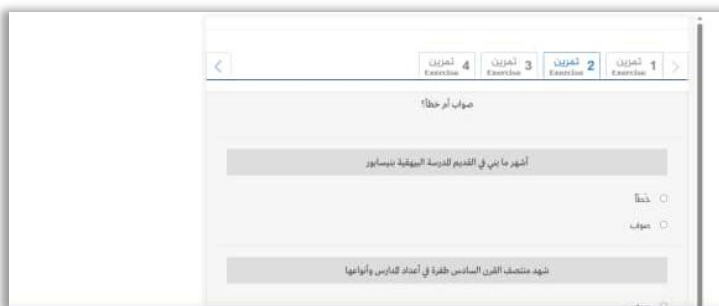 1 تمرين Exercise
2 تمرين Exercise
3 تمرين Exercise
4 تمرين Exercise
صواب أم خطأ؟
أشهر ما بني في القديم المدرسة البيهقية بنيسابور
خطأ
صواب
شهد منتصف القرن السادس طفرة في أعداد المدارس وأنواعها